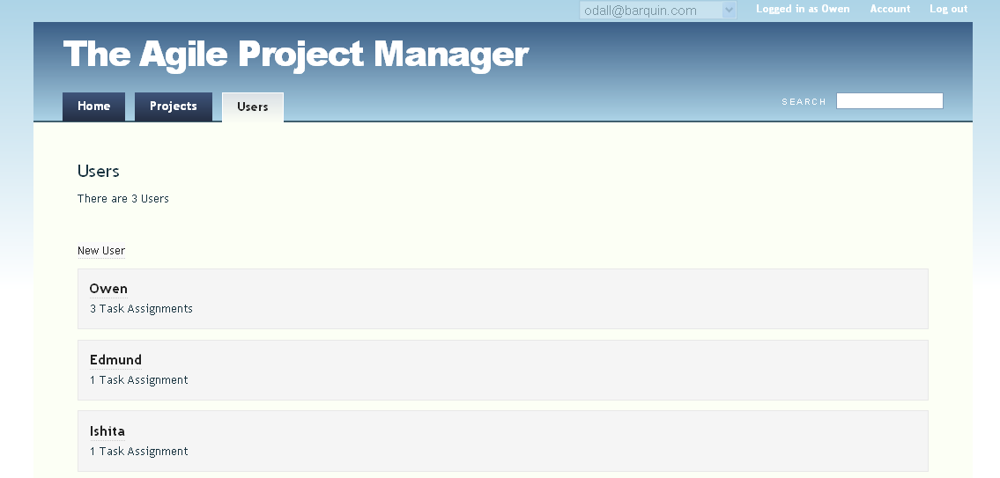 odall@barquin.com Logged in as Owen Account Log out
The Agile Project Manager
Home Projects Users SEARCH
Users
There are 3 Users
New User
Owen
3 Task Assignments
Edmund
1 Task Assignment
Ishita
1 Task Assignment